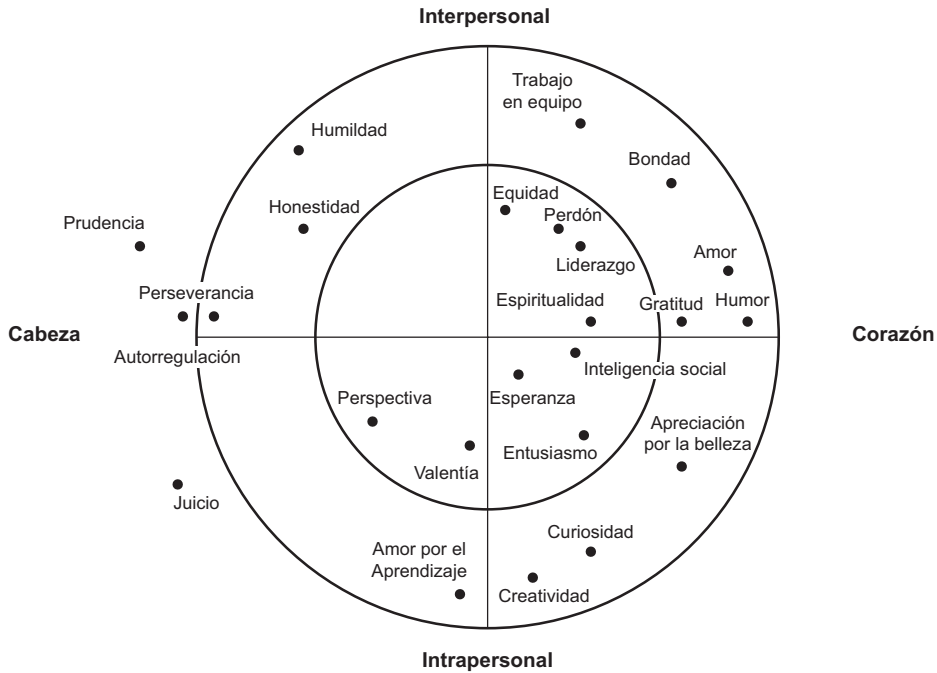 Interpersonal
Trabajo
en equipo
Humildad
Bondad
Equidad
Honestidad
Perdón
Prudencia
Amor
Liderazgo
Perseverancia
Espiritualidad
Gratitud
Humor
Cabeza
Corazón
Autorregulación
Inteligencia social
Perspectiva
Esperanza
Apreciación
por la belleza
Entusiasmo
Valentía
Juicio
Curiosidad
Amor por el
Aprendizaje
Creatividad
Intrapersonal